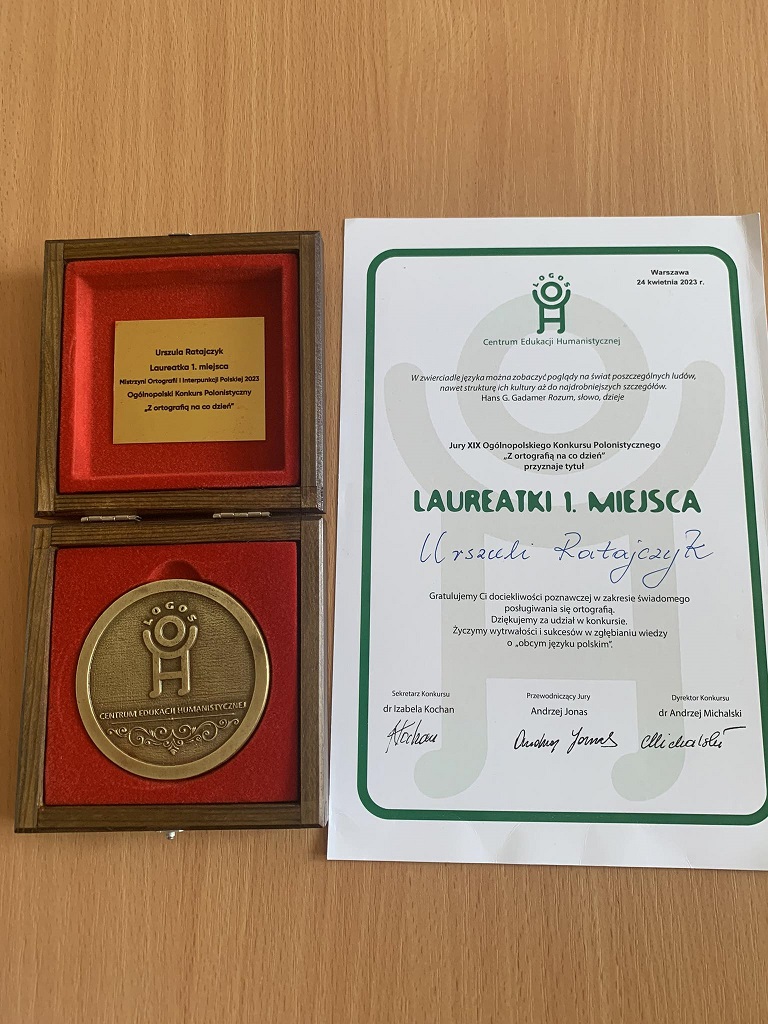 Urszula Ratajczyk
Laureatka 1. miejsca
Mistrzyni Ortografii i Interpunkcji Polskiej 2023
Ogólnopolski Konkurs Polonistyczny
„Z ortografią na co dzień"
LOGOS
CENTRUM EDUKACJI HUMANISTYCZNEJ
Warszawa
24 kwietnia 2023 r.
LOGOS
Centrum Edukacji Humanistycznej
W zwierciadle języka można zobaczyć poglądy na świat poszczególnych ludów,
nawet strukturę ich kultury aż do najdrobniejszych szczegółów.
Hans G. Gadamer Rozum, słowo, dzieje
Jury XIX Ogólnopolskiego Konkursu Polonistycznego
„Z ortografią na co dzień"
przyznaje tytuł
LAUREATKI 1. MIEJSCA
Urszuli Ratajczyk
Gratulujemy Ci dociekliwości poznawczej w zakresie świadomego
posługiwania się ortografią.
Dziękujemy za udział w konkursie.
Życzymy wytrwałości i sukcesów w zgłębianiu wiedzy
o „obcym języku polskim".
Sekretarz Konkursu
dr Izabela Kochan
IKochan
Przewodniczący Jury
Andrzej Jonas
Andrzej Jonas
Dyrektor Konkursu
dr Andrzej Michalski
AMichalski